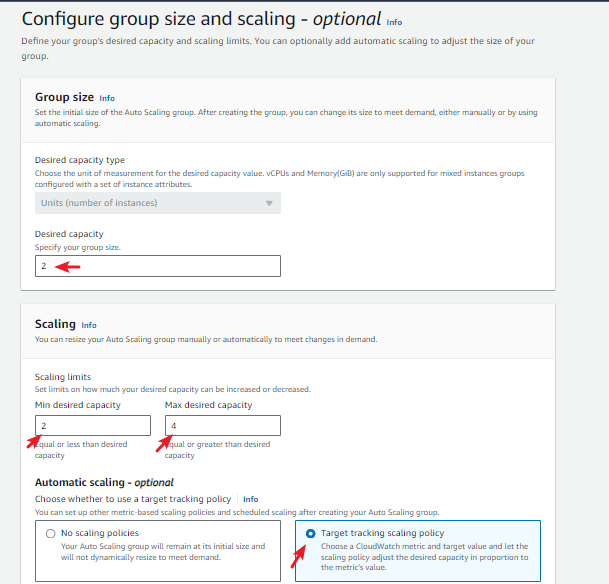 Configure group size and scaling - optional Info
Define your group's desired capacity and scaling limits. You can optionally add automatic scaling to adjust the size of your
group.
Group size Info
Set the initial size of the Auto Scaling group. After creating the group, you can change its size to meet demand, either manually or by using
automatic scaling.
Desired capacity type
Choose the unit of measurement for the desired capacity value. vCPUs and Memory(GiB) are only supported for mixed instances groups
configured with a set of instance attributes.
Units (number of instances)
Desired capacity
Specify your group size.
2
Scaling Info
You can resize your Auto Scaling group manually or automatically to meet changes in demand.
Scaling limits
Set limits on how much your desired capacity can be increased or decreased.
Min desired capacity Max desired capacity
2 4
Equal or less than desired Equal or greater than desired
capacity capacity
Automatic scaling - optional
Choose whether to use a target tracking policy Info
You can set up other metric-based scaling policies and scheduled scaling after creating your Auto Scaling group.
No scaling policies
Your Auto Scaling group will remain at its initial size and
will not dynamically resize to meet demand.
Target tracking scaling policy
Choose a CloudWatch metric and target value and let the
scaling policy adjust the desired capacity in proportion to
the metric's value.